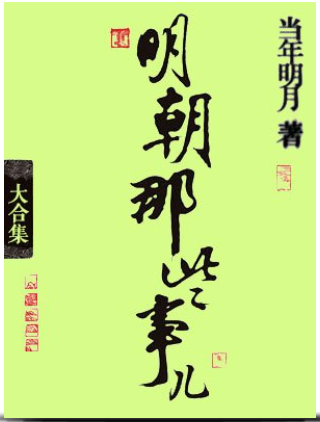 明朝那些事儿
当年明月 著
大合集